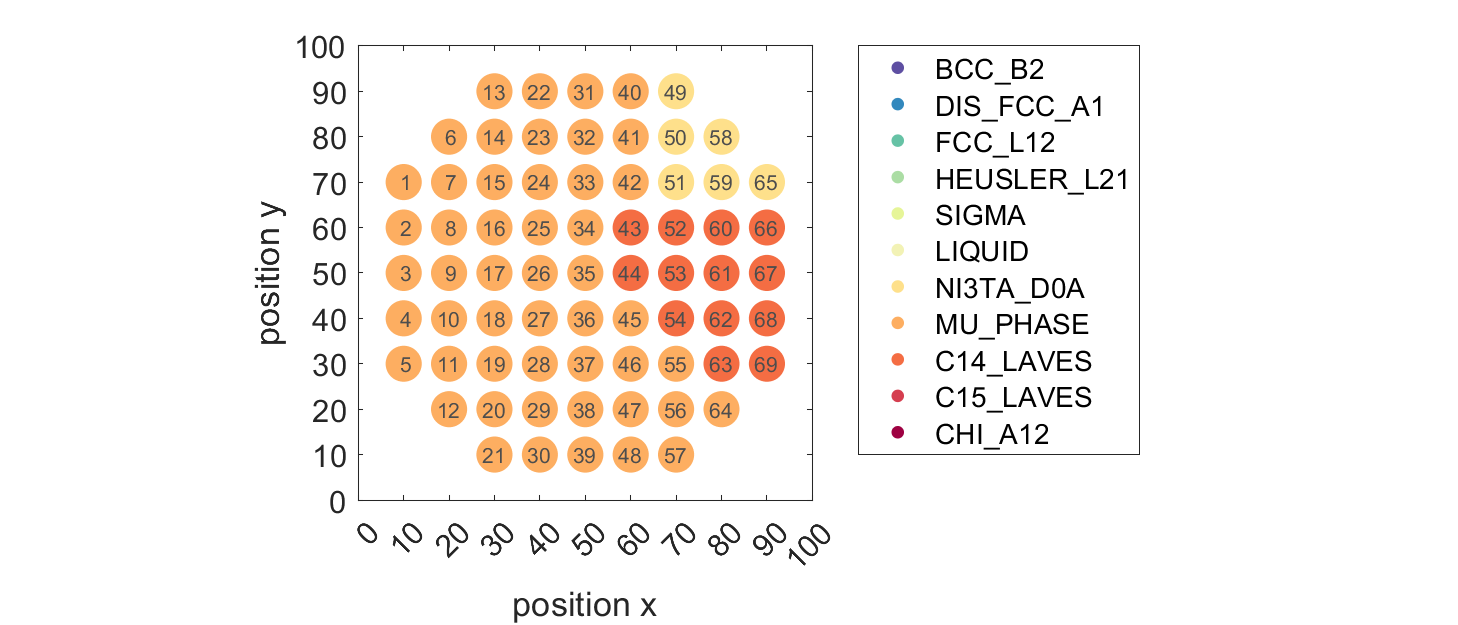 100
90 13 22 31 40 49
80 6 14 23 32 41 50 58
70 1 7 15 24 33 42 51 59 65
60 2 8 16 25 34 43 52 60 66
50 3 9 17 26 35 44 53 61 67
40 4 10 18 27 36 45 54 62 68
30 5 11 19 28 37 46 55 63 69
20 12 20 29 38 47 56 64
10 21 30 39 48 57
0
position y
0 10 20 30 40 50 60 70 80 90 100
position x
BCC_B2
DIS_FCC_A1
FCC_L12
HEUSLER_L21
SIGMA
LIQUID
NI3TA_D0A
MU_PHASE
C14_LAVES
C15_LAVES
CHI_A12